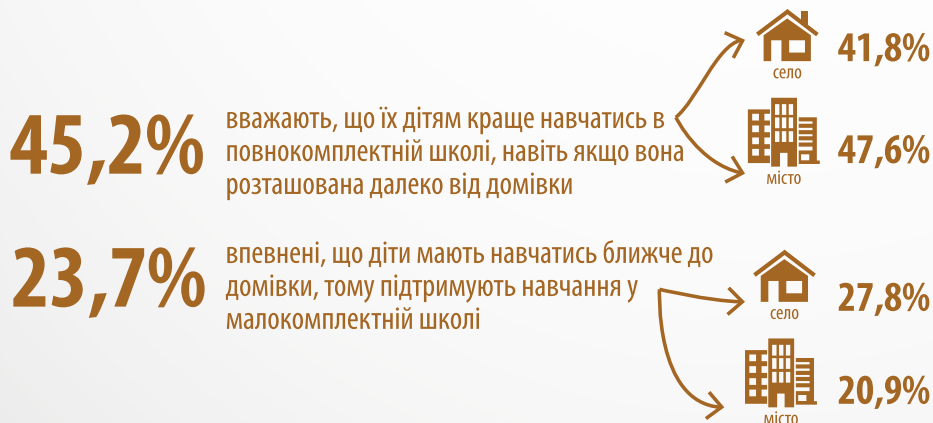 45,2%
вважають, що їх дітям краще навчатись в
повнокомплектній школі, навіть якщо вона
розташована далеко від домівки
село
41,8%
місто
47,6%
23,7%
впевнені, що діти мають навчатись ближче до
домівки, тому підтримують навчання у
малокомплектній школі
село
27,8%
місто
20,9%